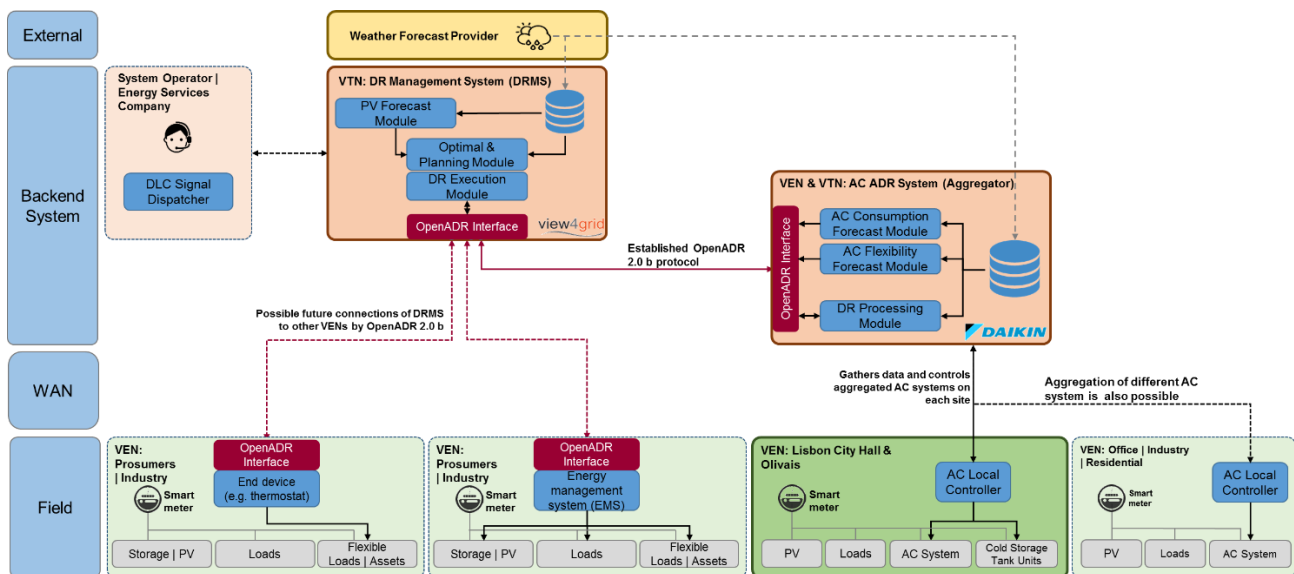 External
Weather Forecast Provider
System Operator |
Energy Services
Company
DLC Signal
Dispatcher
VTN: DR Management System (DRMS)
PV Forecast
Module
Optimal &
Planning Module
DR Execution
Module
OpenADR Interface
view4grid
Backend
System
VEN & VTN: AC ADR System (Aggregator)
OpenADR Interface
AC Consumption
Forecast Module
AC Flexibility
Forecast Module
DR Processing
Module
DAIKIN
Established OpenADR
2.0 b protocol
Possible future connections of DRMS
to other VENs by OpenADR 2.0 b
WAN
Gathers data and controls
aggregated AC systems on
each site
Aggregation of different AC
system is also possible
Field
VEN:
Prosumers
| Industry
OpenADR
Interface
End device
(e.g. thermostat)
Smart
meter
Storage | PV
Loads
Flexible
Loads | Assets
VEN:
Prosumers
| Industry
OpenADR
Interface
Energy
management
system (EMS)
Smart
meter
Storage | PV
Loads
Flexible
Loads | Assets
VEN: Lisbon City Hall &
Olivais
AC Local
Controller
Smart
meter
PV
Loads
AC System
Cold Storage
Tank Units
VEN: Office | Industry |
Residential
AC Local
Controller
Smart
meter
PV
Loads
AC System